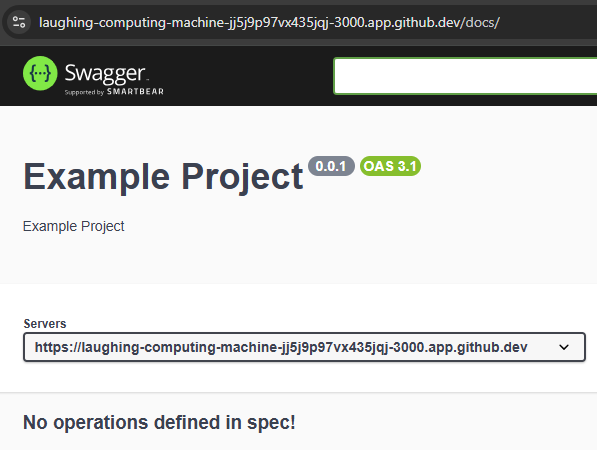 laughing-computing-machine-jj5j9p97vx435jqj-3000.app.github.dev/docs/
{···} Swagger.
Supported by SMARTBEAR
Example Project 0.0.1 OAS 3.1
Example Project
Servers
https://laughing-computing-machine-jj5j9p97vx435jqj-3000.app.github.dev
No operations defined in spec!